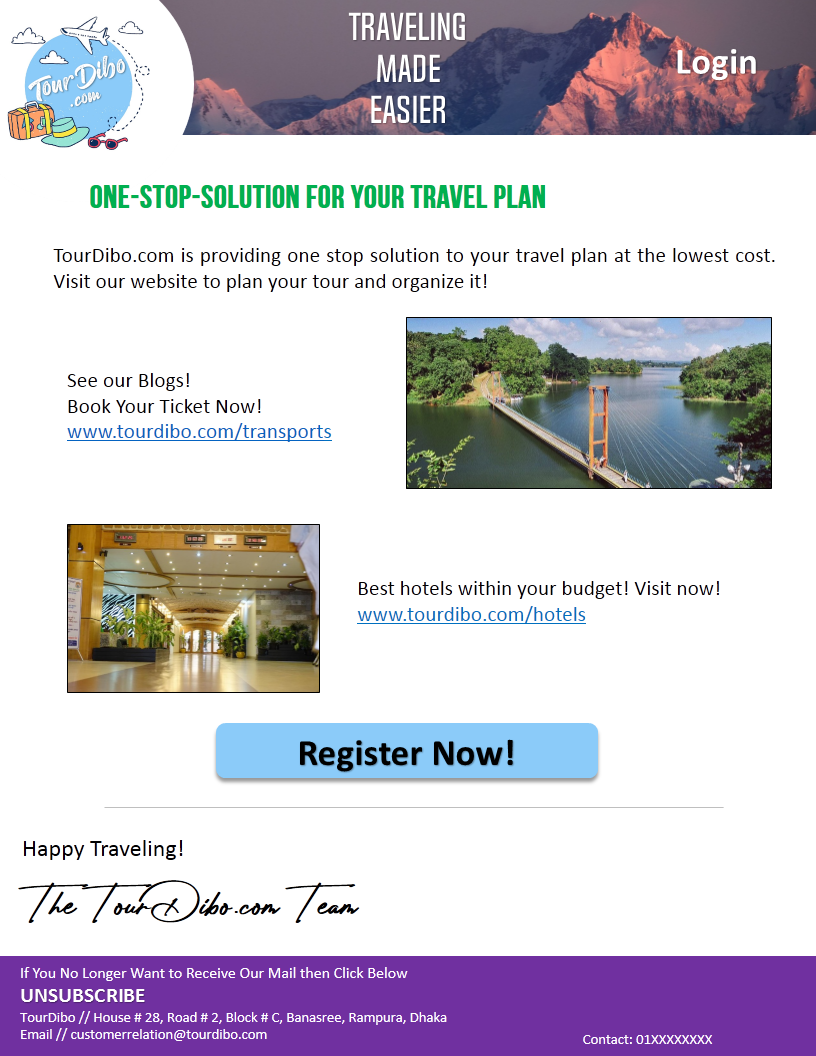 TourDibo
.com
TRAVELING
MADE
EASIER
Login
ONE-STOP-SOLUTION FOR YOUR TRAVEL PLAN
TourDibo.com is providing one stop solution to your travel plan at the lowest cost.
Visit our website to plan your tour and organize it!
See our Blogs!
Book Your Ticket Now!
www.tourdibo.com/transports
Best hotels within your budget! Visit now!
www.tourdibo.com/hotels
Register Now!
Happy Traveling!
The TourDibo.com Team
If You No Longer Want to Receive Our Mail then Click Below
UNSUBSCRIBE
TourDibo // House # 28, Road # 2, Block # C, Banasree, Rampura, Dhaka
Email // customerrelation@tourdibo.com
Contact: 01XXXXXXXX